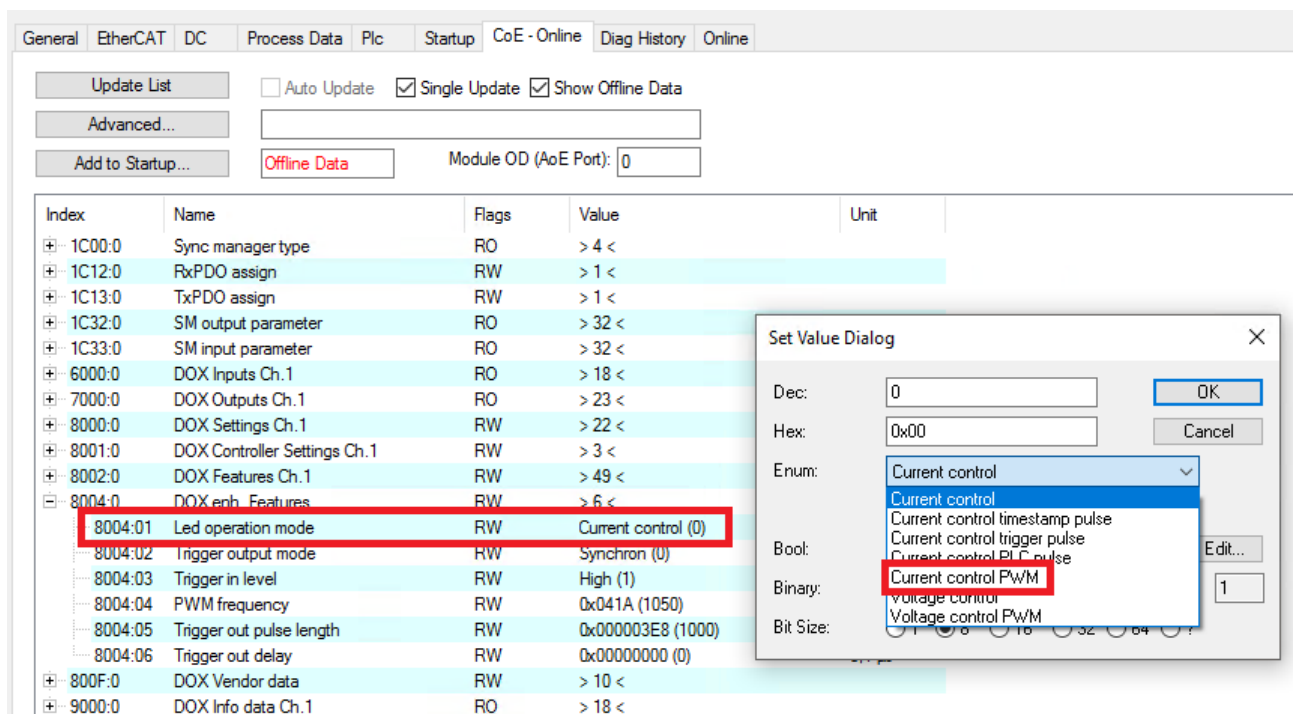 General EtherCAT DC Process Data Plc Startup CoE - Online Diag History Online
Update List Auto Update Single Update Show Offline Data
Advanced...
Add to Startup... Offline Data Module OD (AoE Port): 0
Index Name Flags Value Unit
1C00:0 Sync manager type RO > 4 <
1C12:0 RxPDO assign RW > 1 <
1C13:0 TxPDO assign RW > 1 <
1C32:0 SM output parameter RO > 32 <
1C33:0 SM input parameter RO > 32 <
6000:0 DOX Inputs Ch.1 RO > 18 <
7000:0 DOX Outputs Ch.1 RO > 23 <
8000:0 DOX Settings Ch.1 RW > 22 <
8001:0 DOX Controller Settings Ch.1 RW > 3 <
8002:0 DOX Features Ch.1 RW > 49 <
8004:0 DOX enh. Features RW > 6 <
8004:01 Led operation mode RW Current control (0)
8004:02 Trigger output mode RW Synchron (0)
8004:03 Trigger in level RW High (1)
8004:04 PWM frequency RW 0x041A (1050)
8004:05 Trigger out pulse length RW 0x000003E8 (1000)
8004:06 Trigger out delay RW 0x00000000 (0)
800F:0 DOX Vendor data RW > 10 <
9000:0 DOX Info data Ch.1 RO > 18 <
Set Value Dialog
Dec: 0 OK
Hex: 0x00 Cancel
Enum: Current control
Current control
Current control timestamp pulse
Current control trigger pulse
Current control PLC pulse
Current control PWM
Voltage control
Voltage control PWM
Bool: Edit...
Binary: 1
Bit Size: 1 8 16 32 64 ?